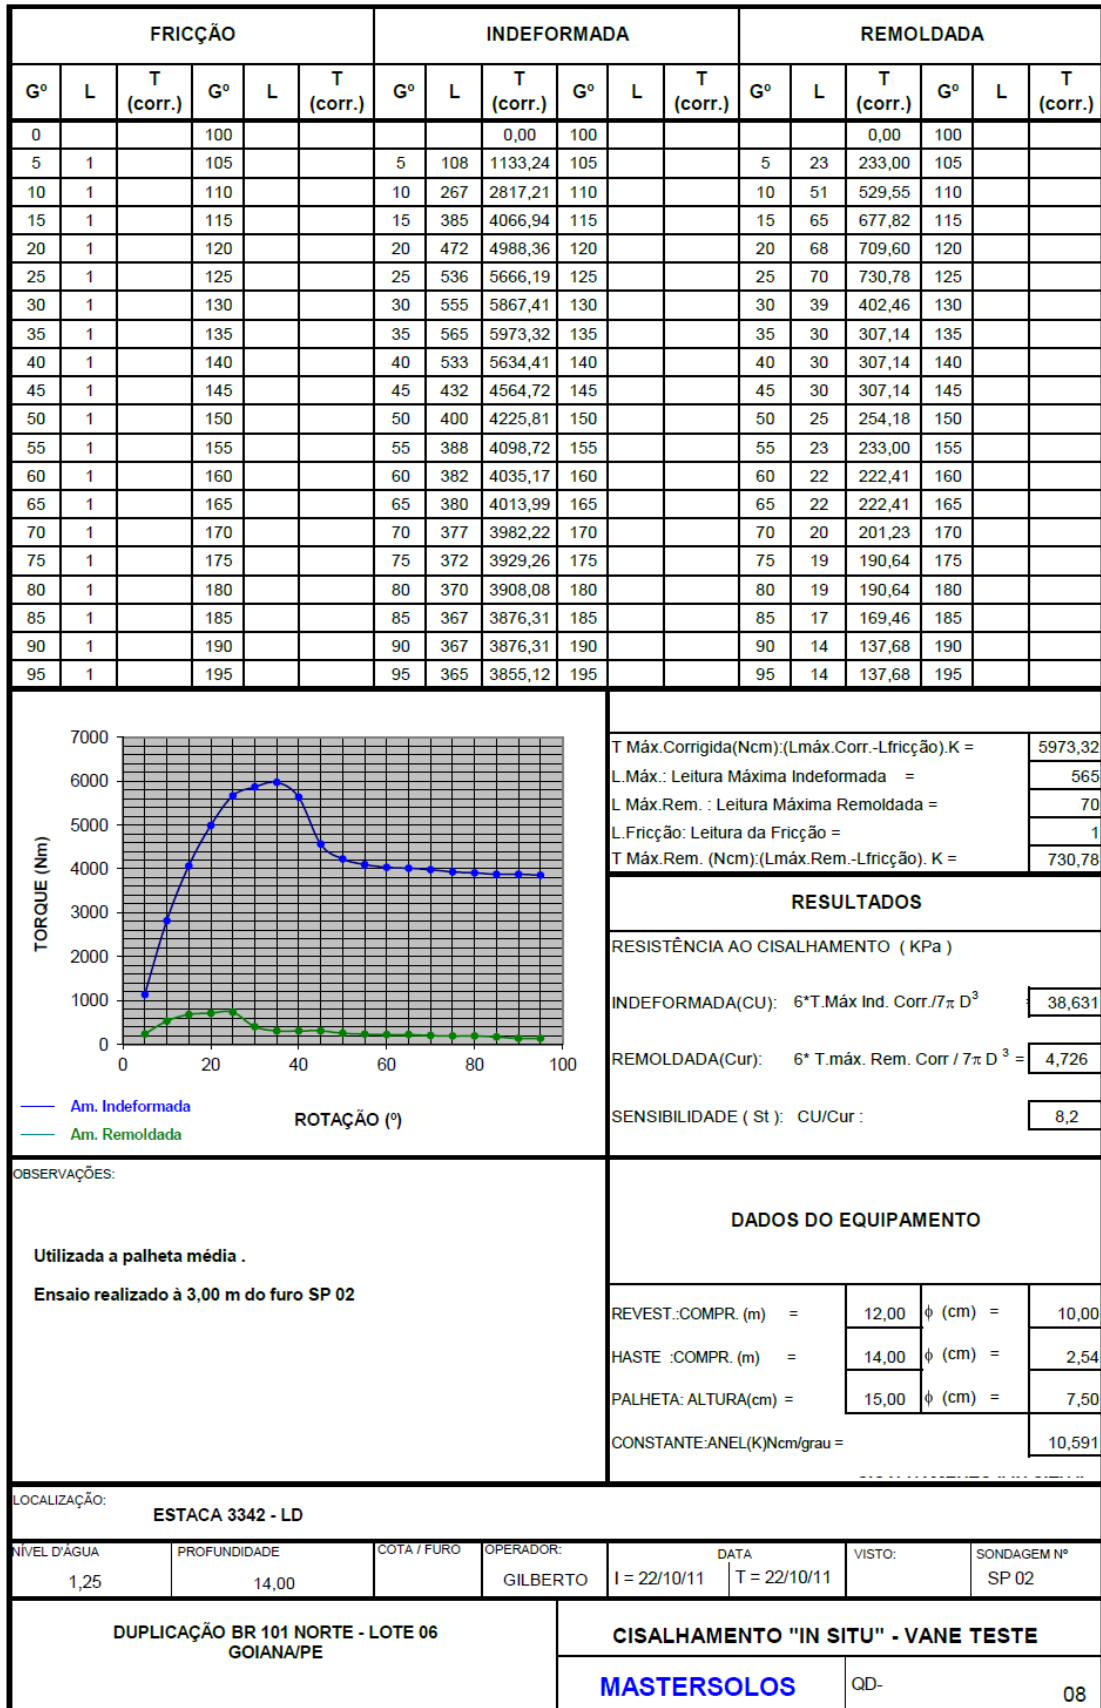 FRICÇÃO INDEFORMADA REMOLDADA
Gº L T (corr.) Gº L T (corr.) Gº L T (corr.) Gº L T (corr.) Gº L T (corr.) Gº L T (corr.)
0 100 0,00 100 0,00 100
5 1 105 5 108 1133,24 105 5 23 233,00 105
10 1 110 10 267 2817,21 110 10 51 529,55 110
15 1 115 15 385 4066,94 115 15 65 677,82 115
20 1 120 20 472 4988,36 120 20 68 709,60 120
25 1 125 25 536 5666,19 125 25 70 730,78 125
30 1 130 30 555 5867,41 130 30 39 402,46 130
35 1 135 35 565 5973,32 135 35 30 307,14 135
40 1 140 40 533 5634,41 140 40 30 307,14 140
45 1 145 45 432 4564,72 145 45 30 307,14 145
50 1 150 50 400 4225,81 150 50 25 254,18 150
55 1 155 55 388 4098,72 155 55 23 233,00 155
60 1 160 60 382 4035,17 160 60 22 222,41 160
65 1 165 65 380 4013,99 165 65 22 222,41 165
70 1 170 70 377 3982,22 170 70 20 201,23 170
75 1 175 75 372 3929,26 175 75 19 190,64 175
80 1 180 80 370 3908,08 180 80 19 190,64 180
85 1 185 85 367 3876,31 185 85 17 169,46 185
90 1 190 90 367 3876,31 190 90 14 137,68 190
95 1 195 95 365 3855,12 195 95 14 137,68 195
TORQUE (Nm)
7000
6000
5000
4000
3000
2000
1000
0
0 20 40 60 80 100
ROTAÇÃO (º)
Am. Indeformada
Am. Remoldada
T Máx.Corrigida(Ncm):(Lmáx.Corr.-Lfricção).K = 5973,32
L.Máx.: Leitura Máxima Indeformada = 565
L Máx.Rem. : Leitura Máxima Remoldada = 70
L.Fricção: Leitura da Fricção = 1
T Máx.Rem. (Ncm):(Lmáx.Rem.-Lfricção). K = 730,78
RESULTADOS
RESISTÊNCIA AO CISALHAMENTO ( KPa )
INDEFORMADA(CU): 6*T.Máx Ind. Corr./7π D³ 38,631
REMOLDADA(Cur): 6* T.máx. Rem. Corr / 7π D ³ = 4,726
SENSIBILIDADE ( St ): CU/Cur : 8,2
OBSERVAÇÕES:
Utilizada a palheta média .
Ensaio realizado à 3,00 m do furo SP 02
DADOS DO EQUIPAMENTO
REVEST.:COMPR. (m) = 12,00 ϕ (cm) = 10,00
HASTE :COMPR. (m) = 14,00 ϕ (cm) = 2,54
PALHETA: ALTURA(cm) = 15,00 ϕ (cm) = 7,50
CONSTANTE:ANEL(K)Ncm/grau = 10,591
LOCALIZAÇÃO:
ESTACA 3342 - LD
NÍVEL D'ÁGUA PROFUNDIDADE COTA / FURO OPERADOR: DATA VISTO: SONDAGEM Nº
1,25 14,00 GILBERTO I = 22/10/11 T = 22/10/11 SP 02
DUPLICAÇÃO BR 101 NORTE - LOTE 06
GOIANA/PE
CISALHAMENTO "IN SITU" - VANE TESTE
MASTERSOLOS QD- 08